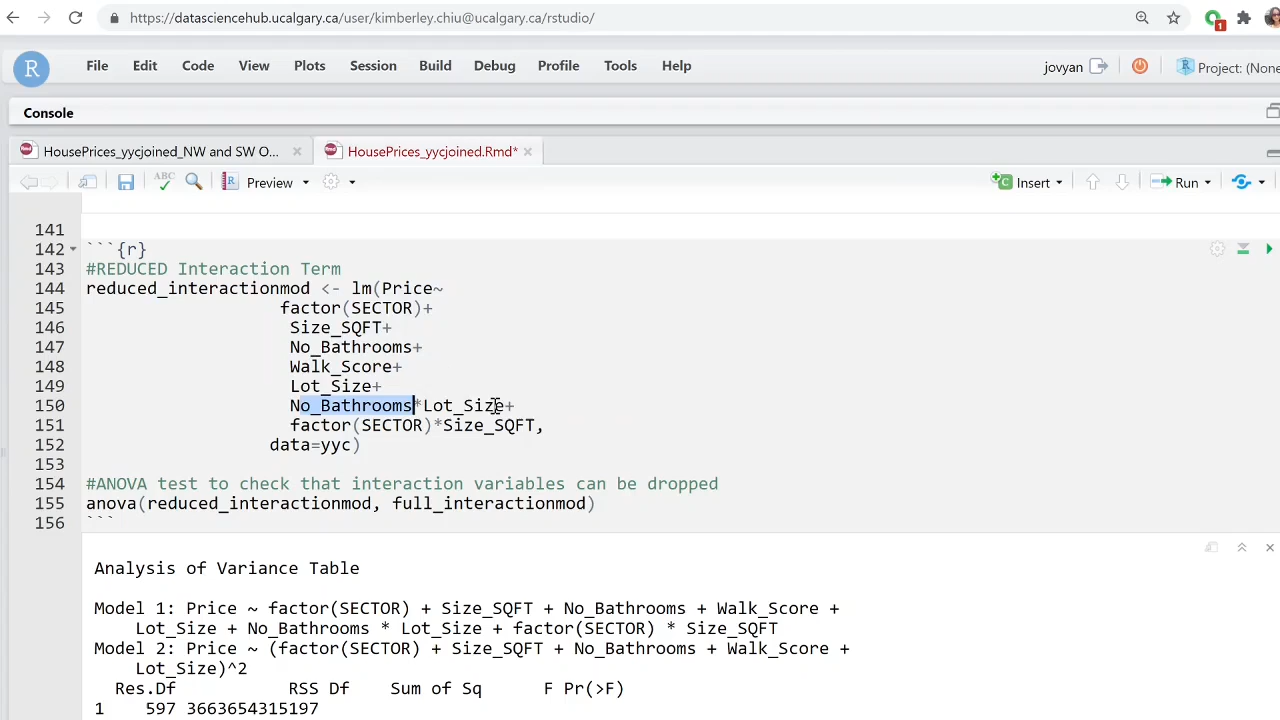 https://datasciencehub.ucalgary.ca/user/kimberley.chiu@ucalgary.ca/rstudio/
1
R File Edit Code View Plots Session Build Debug Profile Tools Help jovyan R Project: (None
Console
HousePrices_yycjoined_NW and SW O... HousePrices_yycjoined.Rmd*
ABC R Preview Insert Run
141
142 ```{r}
143 #REDUCED Interaction Term
144 reduced_interactionmod <- lm(Price~
145 factor(SECTOR)+
146 Size_SQFT+
147 No_Bathrooms+
148 Walk_Score+
149 Lot_Size+
150 No_Bathrooms*Lot_Size+
151 factor(SECTOR)*Size_SQFT,
152 data=yyc)
153
154 #ANOVA test to check that interaction variables can be dropped
155 anova(reduced_interactionmod, full_interactionmod)
156 ```
Analysis of Variance Table
Model 1: Price ~ factor(SECTOR) + Size_SQFT + No_Bathrooms + Walk_Score +
Lot_Size + No_Bathrooms * Lot_Size + factor(SECTOR) * Size_SQFT
Model 2: Price ~ (factor(SECTOR) + Size_SQFT + No_Bathrooms + Walk_Score +
Lot_Size)^2
Res.Df RSS Df Sum of Sq F Pr(>F)
1 597 3663654315197